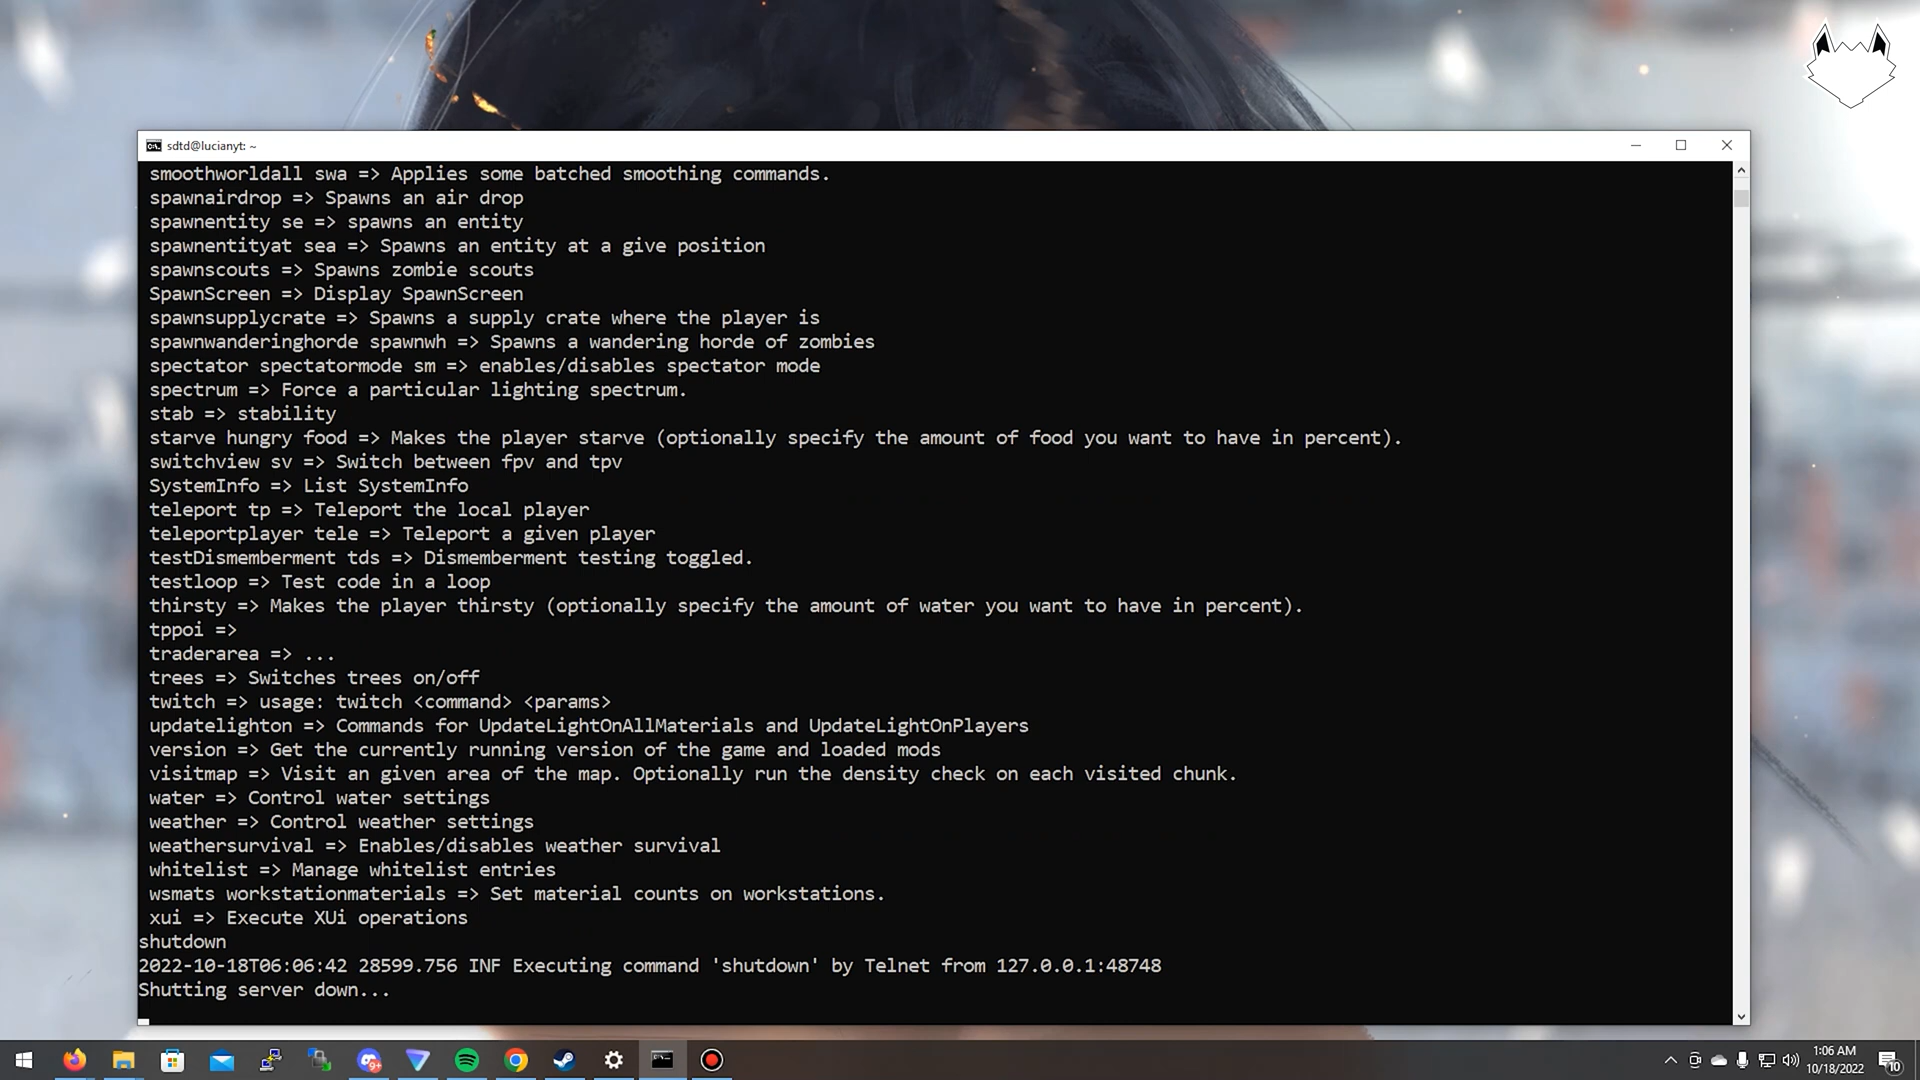 sdtd@lucianyt: ~
smoothworldall swa => Applies some batched smoothing commands.
spawnairdrop => Spawns an air drop
spawnentity se => spawns an entity
spawnentityat sea => Spawns an entity at a give position
spawnscouts => Spawns zombie scouts
SpawnScreen => Display SpawnScreen
spawnsupplycrate => Spawns a supply crate where the player is
spawnwanderinghorde spawnwh => Spawns a wandering horde of zombies
spectator spectatormode sm => enables/disables spectator mode
spectrum => Force a particular lighting spectrum.
stab => stability
starve hungry food => Makes the player starve (optionally specify the amount of food you want to have in percent).
switchview sv => Switch between fpv and tpv
SystemInfo => List SystemInfo
teleport tp => Teleport the local player
teleportplayer tele => Teleport a given player
testDismemberment tds => Dismemberment testing toggled.
testloop => Test code in a loop
thirsty => Makes the player thirsty (optionally specify the amount of water you want to have in percent).
tppoi =>
traderarea => ...
trees => Switches trees on/off
twitch => usage: twitch <command> <params>
updatelighton => Commands for UpdateLightOnAllMaterials and UpdateLightOnPlayers
version => Get the currently running version of the game and loaded mods
visitmap => Visit an given area of the map. Optionally run the density check on each visited chunk.
water => Control water settings
weather => Control weather settings
weathersurvival => Enables/disables weather survival
whitelist => Manage whitelist entries
wsmats workstationmaterials => Set material counts on workstations.
xui => Execute XUi operations
shutdown
2022-10-18T06:06:42 28599.756 INF Executing command 'shutdown' by Telnet from 127.0.0.1:48748
Shutting server down...
9+
1:06 AM
10/18/2022
10